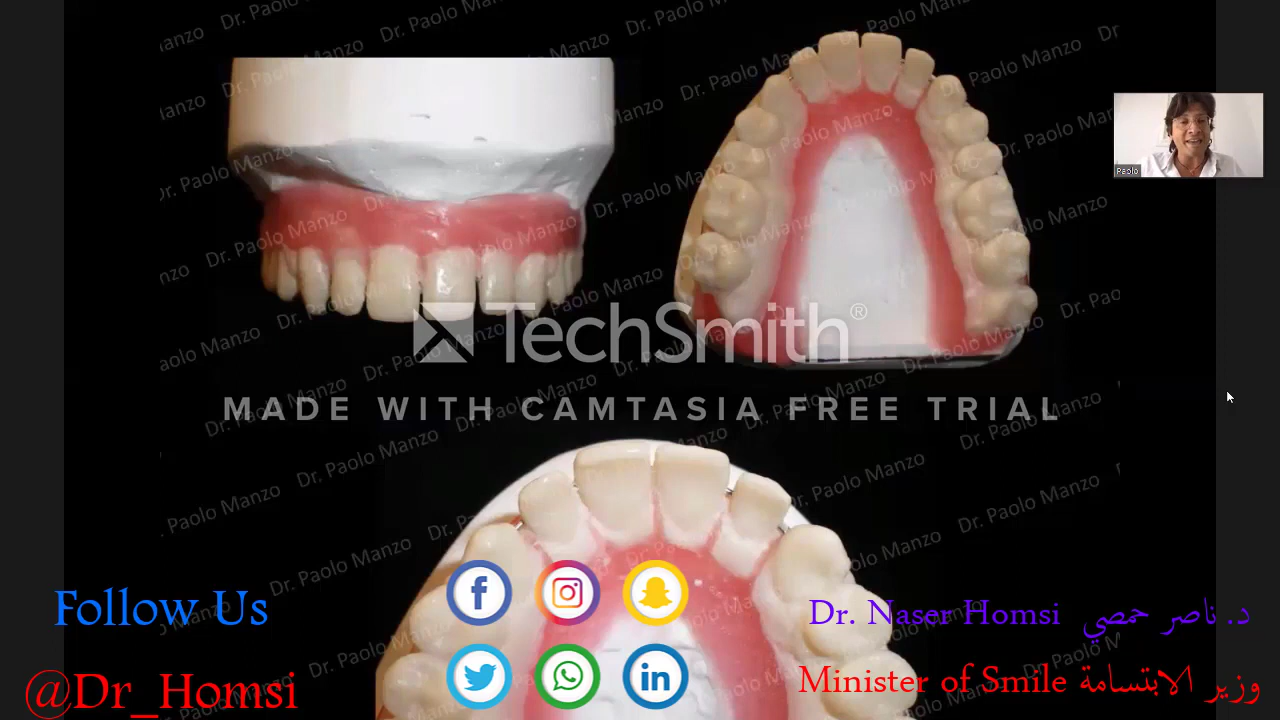 Dr. Paolo Manzo
Paolo
TechSmith®
MADE WITH CAMTASIA FREE TRIAL
Follow Us
@Dr_Homsi
Dr. Naser Homsi د. ناصر حمصي
Minister of Smile وزير الابتسامة